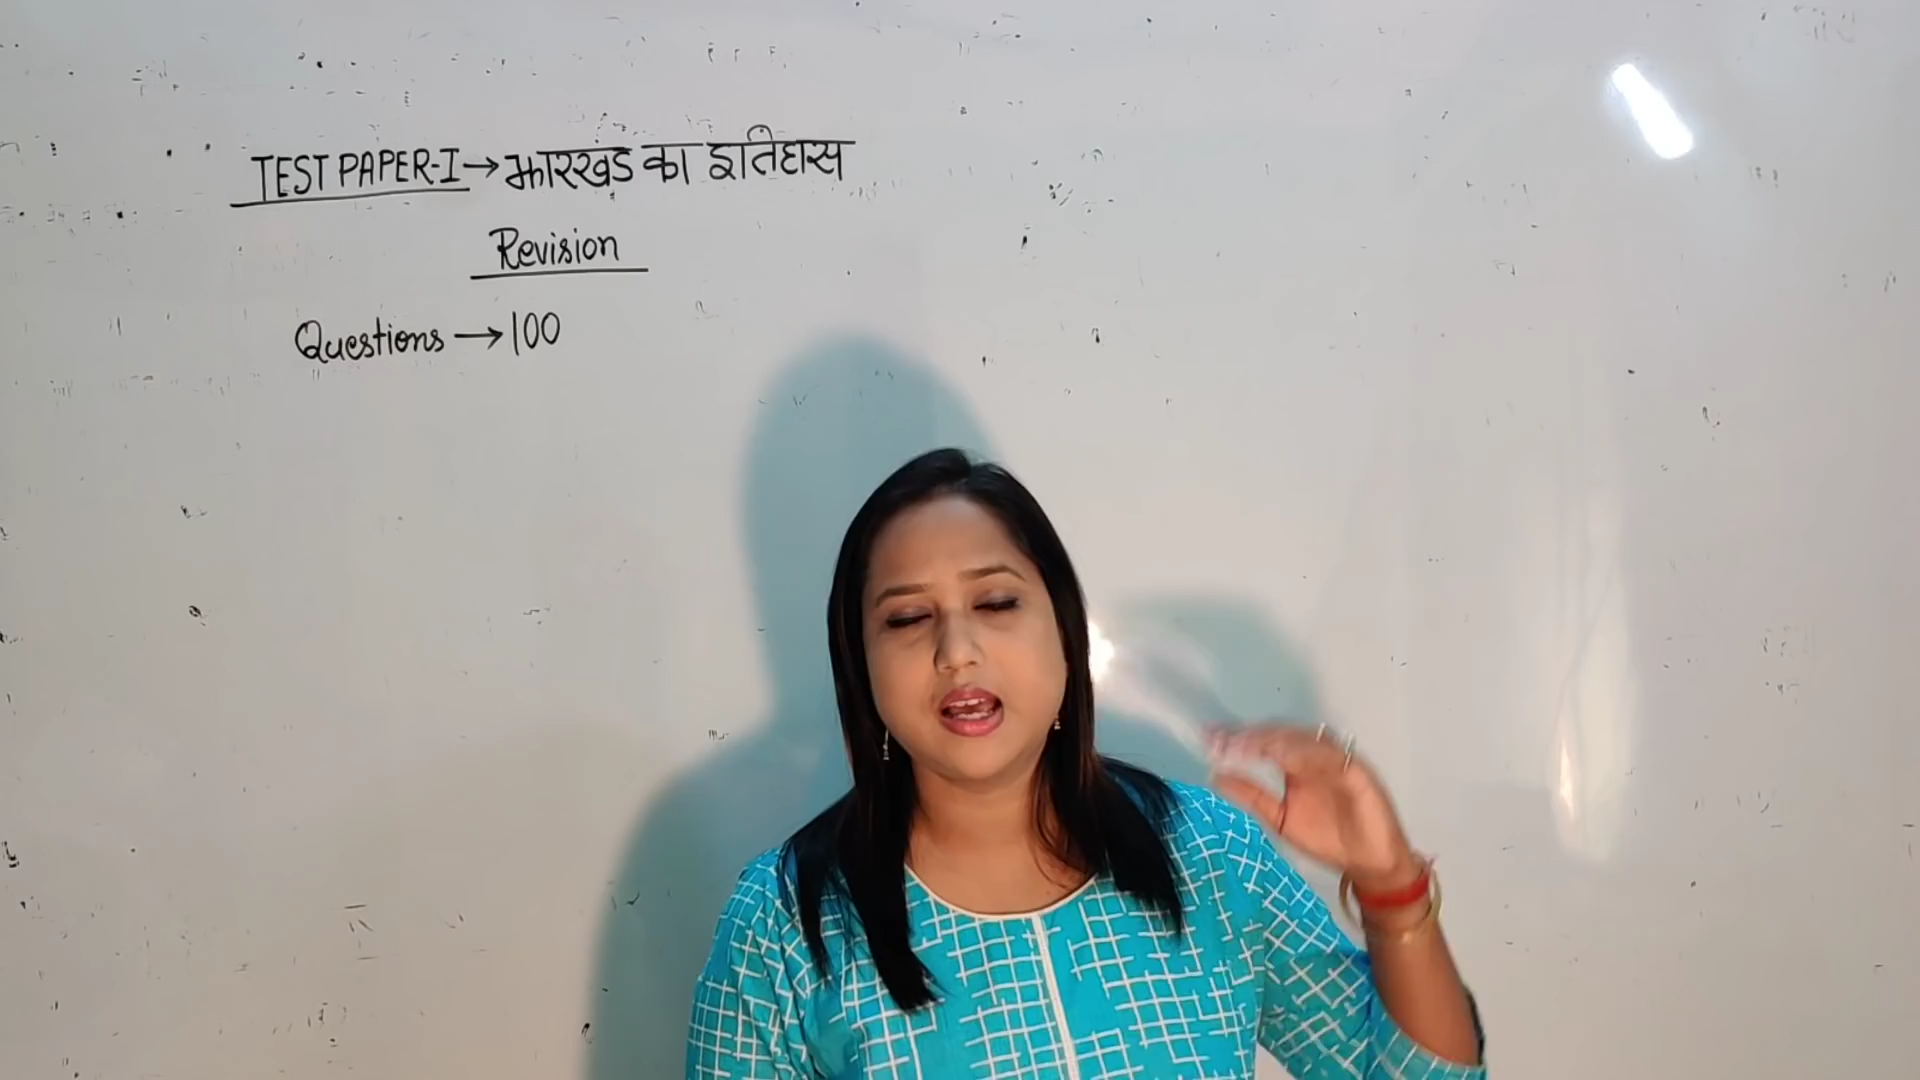 TEST PAPER-I → झारखंड का इतिहास
Revision
Questions → 100